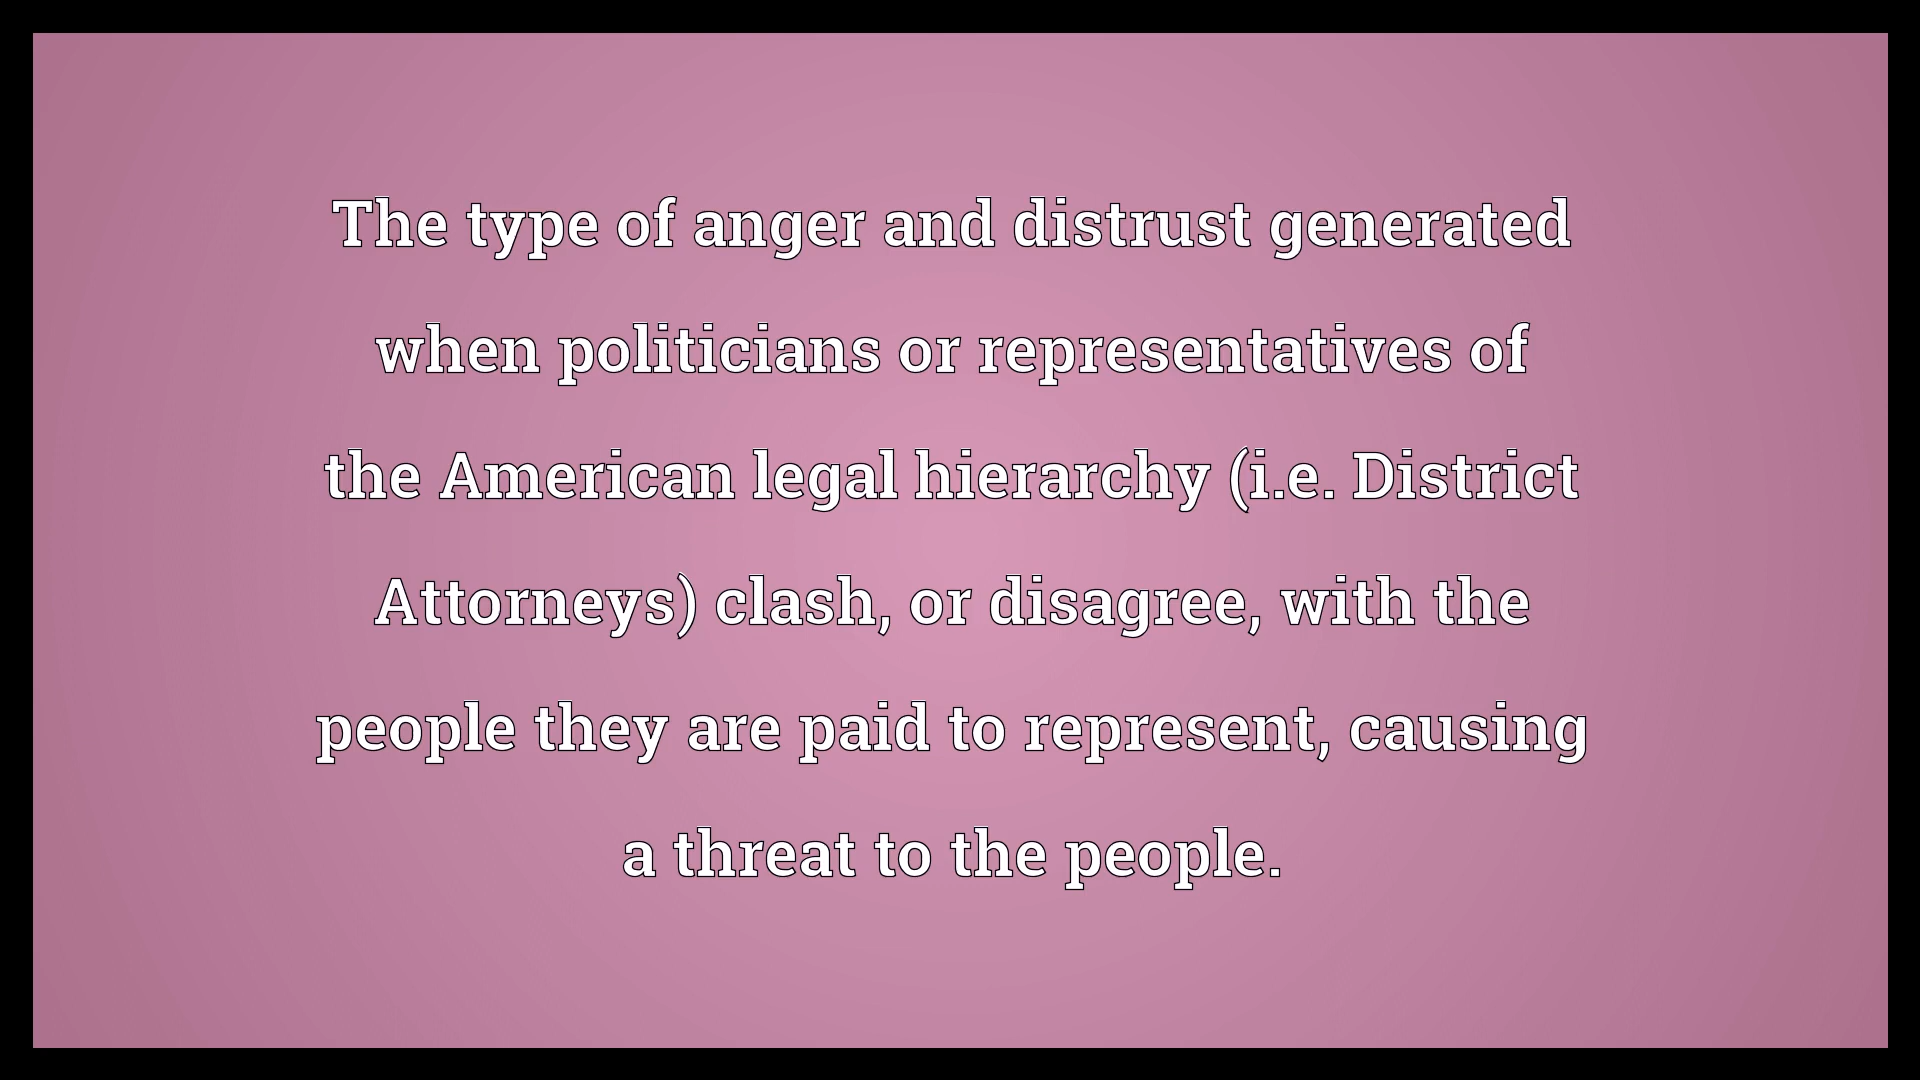 The type of anger and distrust generated
when politicians or representatives of
the American legal hierarchy (i.e. District
Attorneys) clash, or disagree, with the
people they are paid to represent, causing
a threat to the people.